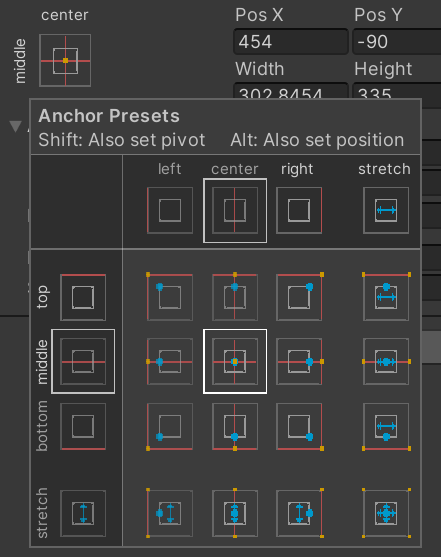 center
Pos X
Pos Y
middle
454
-90
Width
Height
302.8454
335
Anchor Presets
Shift: Also set pivot
Alt: Also set position
left
center
right
stretch
top
middle
bottom
stretch